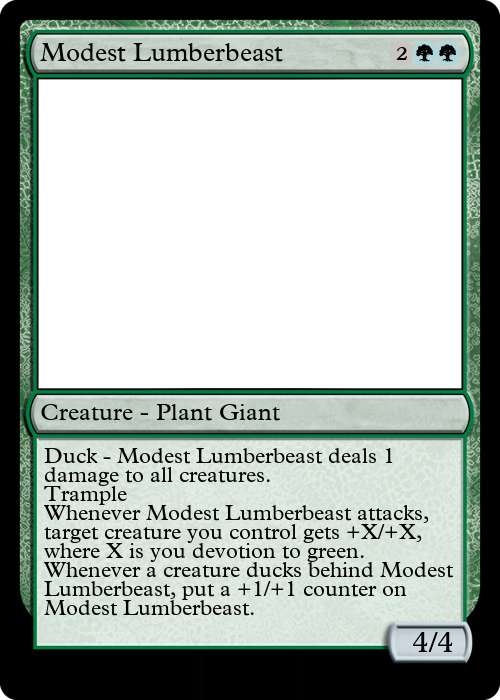 Modest Lumberbeast 2
Creature - Plant Giant
Duck - Modest Lumberbeast deals 1
damage to all creatures.
Trample
Whenever Modest Lumberbeast attacks,
target creature you control gets +X/+X,
where X is you devotion to green.
Whenever a creature ducks behind Modest
Lumberbeast, put a +1/+1 counter on
Modest Lumberbeast.
4/4